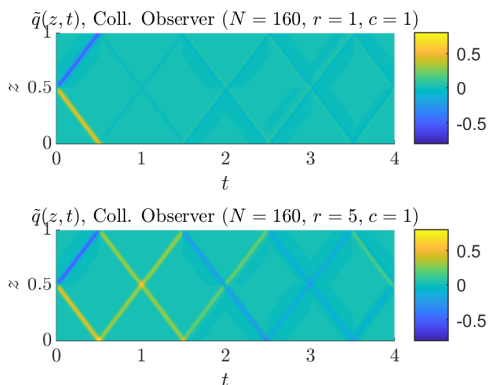 q̃(z, t), Coll. Observer (N = 160, r = 1, c = 1)
1
0.5
0
z
0 1 2 3 4
t
0.5
0
-0.5
q̃(z, t), Coll. Observer (N = 160, r = 5, c = 1)
1
0.5
0
z
0 1 2 3 4
t
0.5
0
-0.5